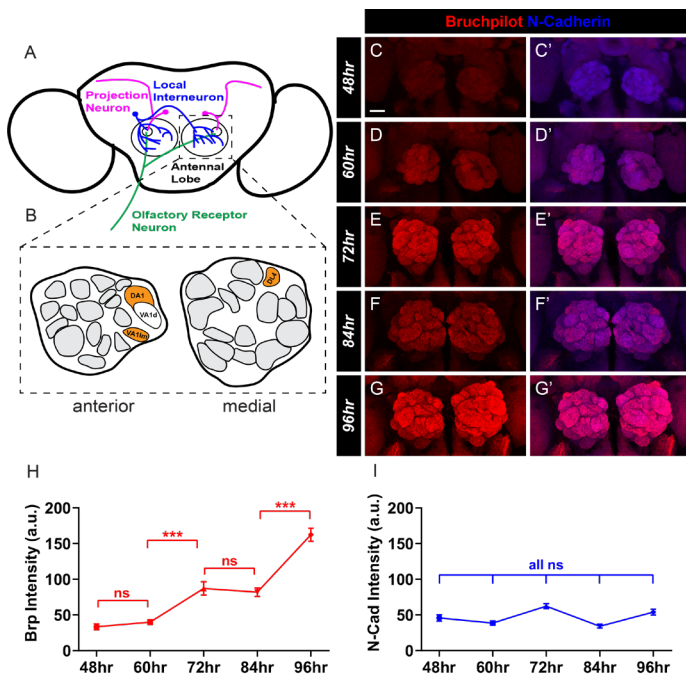 Bruchpilot N-Cadherin
A
Local
Interneuron
Projection
Neuron
Antennal
Lobe
Olfactory Receptor
Neuron
B
DA1
VA1d
VA1lm
DL4
anterior
medial
48hr
C
C'
60hr
D
D'
72hr
E
E'
84hr
F
F'
96hr
G
G'
H
Brp Intensity (a.u.)
200
150
100
50
0
ns
***
ns
***
48hr 60hr 72hr 84hr 96hr
I
N-Cad Intensity (a.u.)
200
150
100
50
0
all ns
48hr 60hr 72hr 84hr 96hr